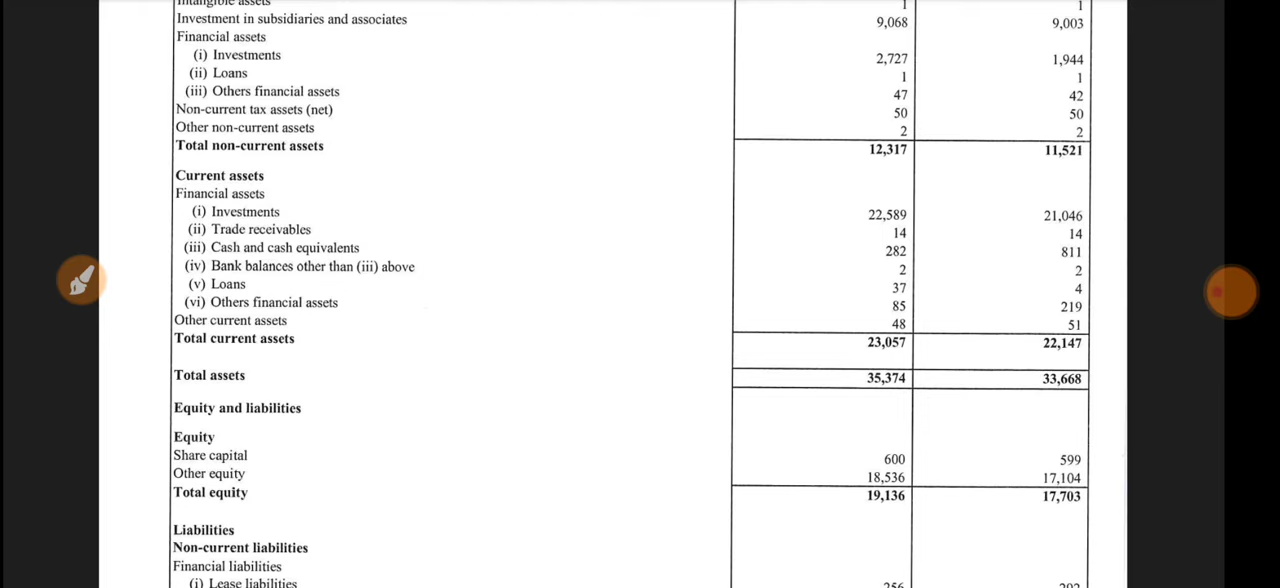 Intangible assets 1 1
Investment in subsidiaries and associates 9,068 9,003
Financial assets
(i) Investments 2,727 1,944
(ii) Loans 1 1
(iii) Others financial assets 47 42
Non-current tax assets (net) 50 50
Other non-current assets 2 2
Total non-current assets 12,317 11,521
Current assets
Financial assets
(i) Investments 22,589 21,046
(ii) Trade receivables 14 14
(iii) Cash and cash equivalents 282 811
(iv) Bank balances other than (iii) above 2 2
(v) Loans 37 4
(vi) Others financial assets 85 219
Other current assets 48 51
Total current assets 23,057 22,147
Total assets 35,374 33,668
Equity and liabilities
Equity
Share capital 600 599
Other equity 18,536 17,104
Total equity 19,136 17,703
Liabilities
Non-current liabilities
Financial liabilities
(i) Lease liabilities